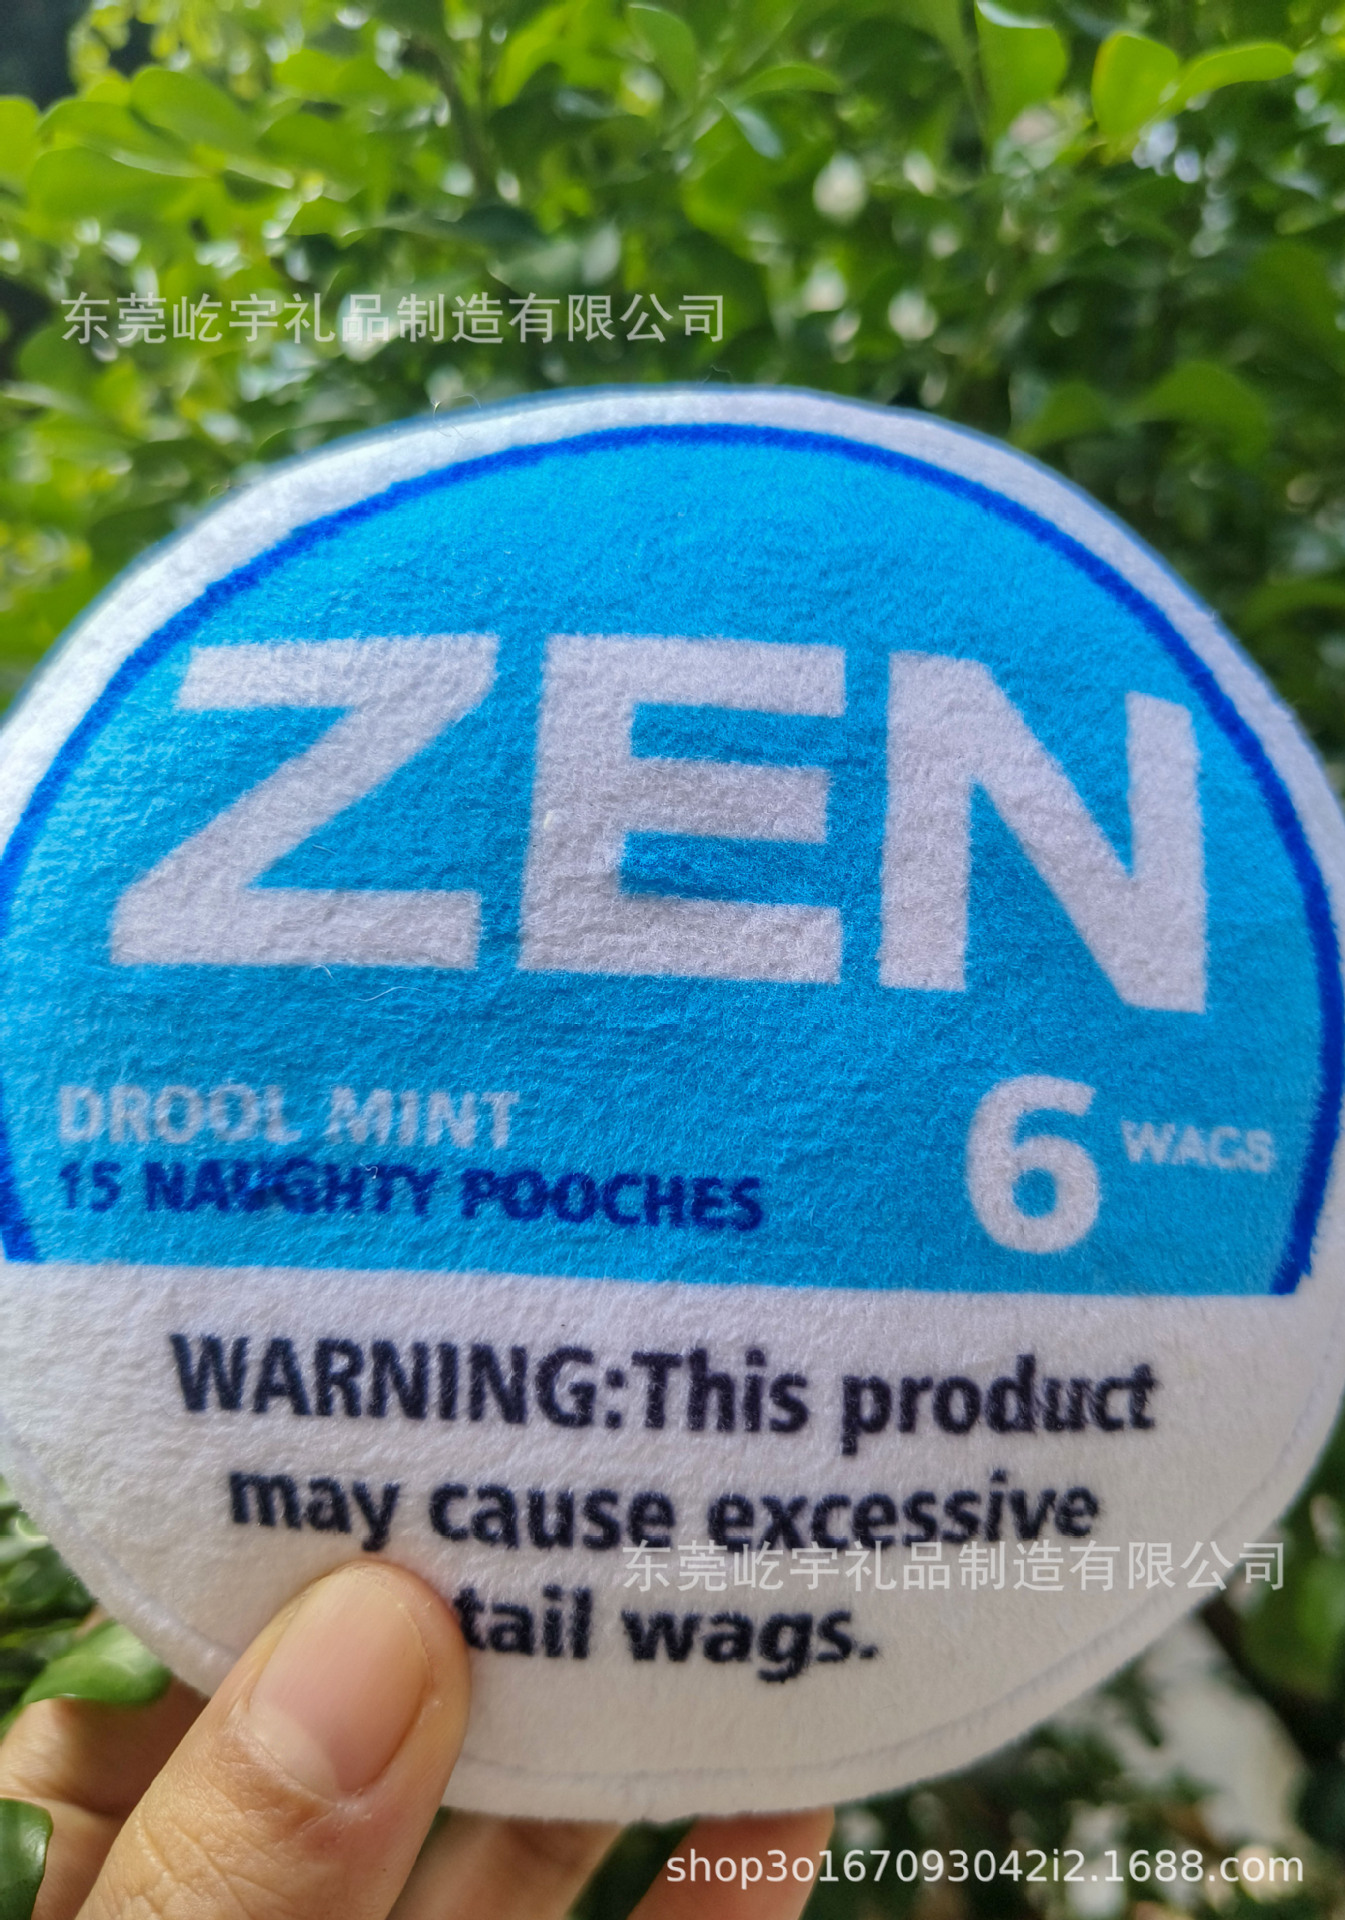 东莞屹宇礼品制造有限公司
ZEN
DROOL MINT
15 NAUGHTY POOCHES
6 WAGS
WARNING:This product
may cause excessive
东莞屹宇礼品制造有限公司
tail wags.
shop3o167093042i2.1688.com